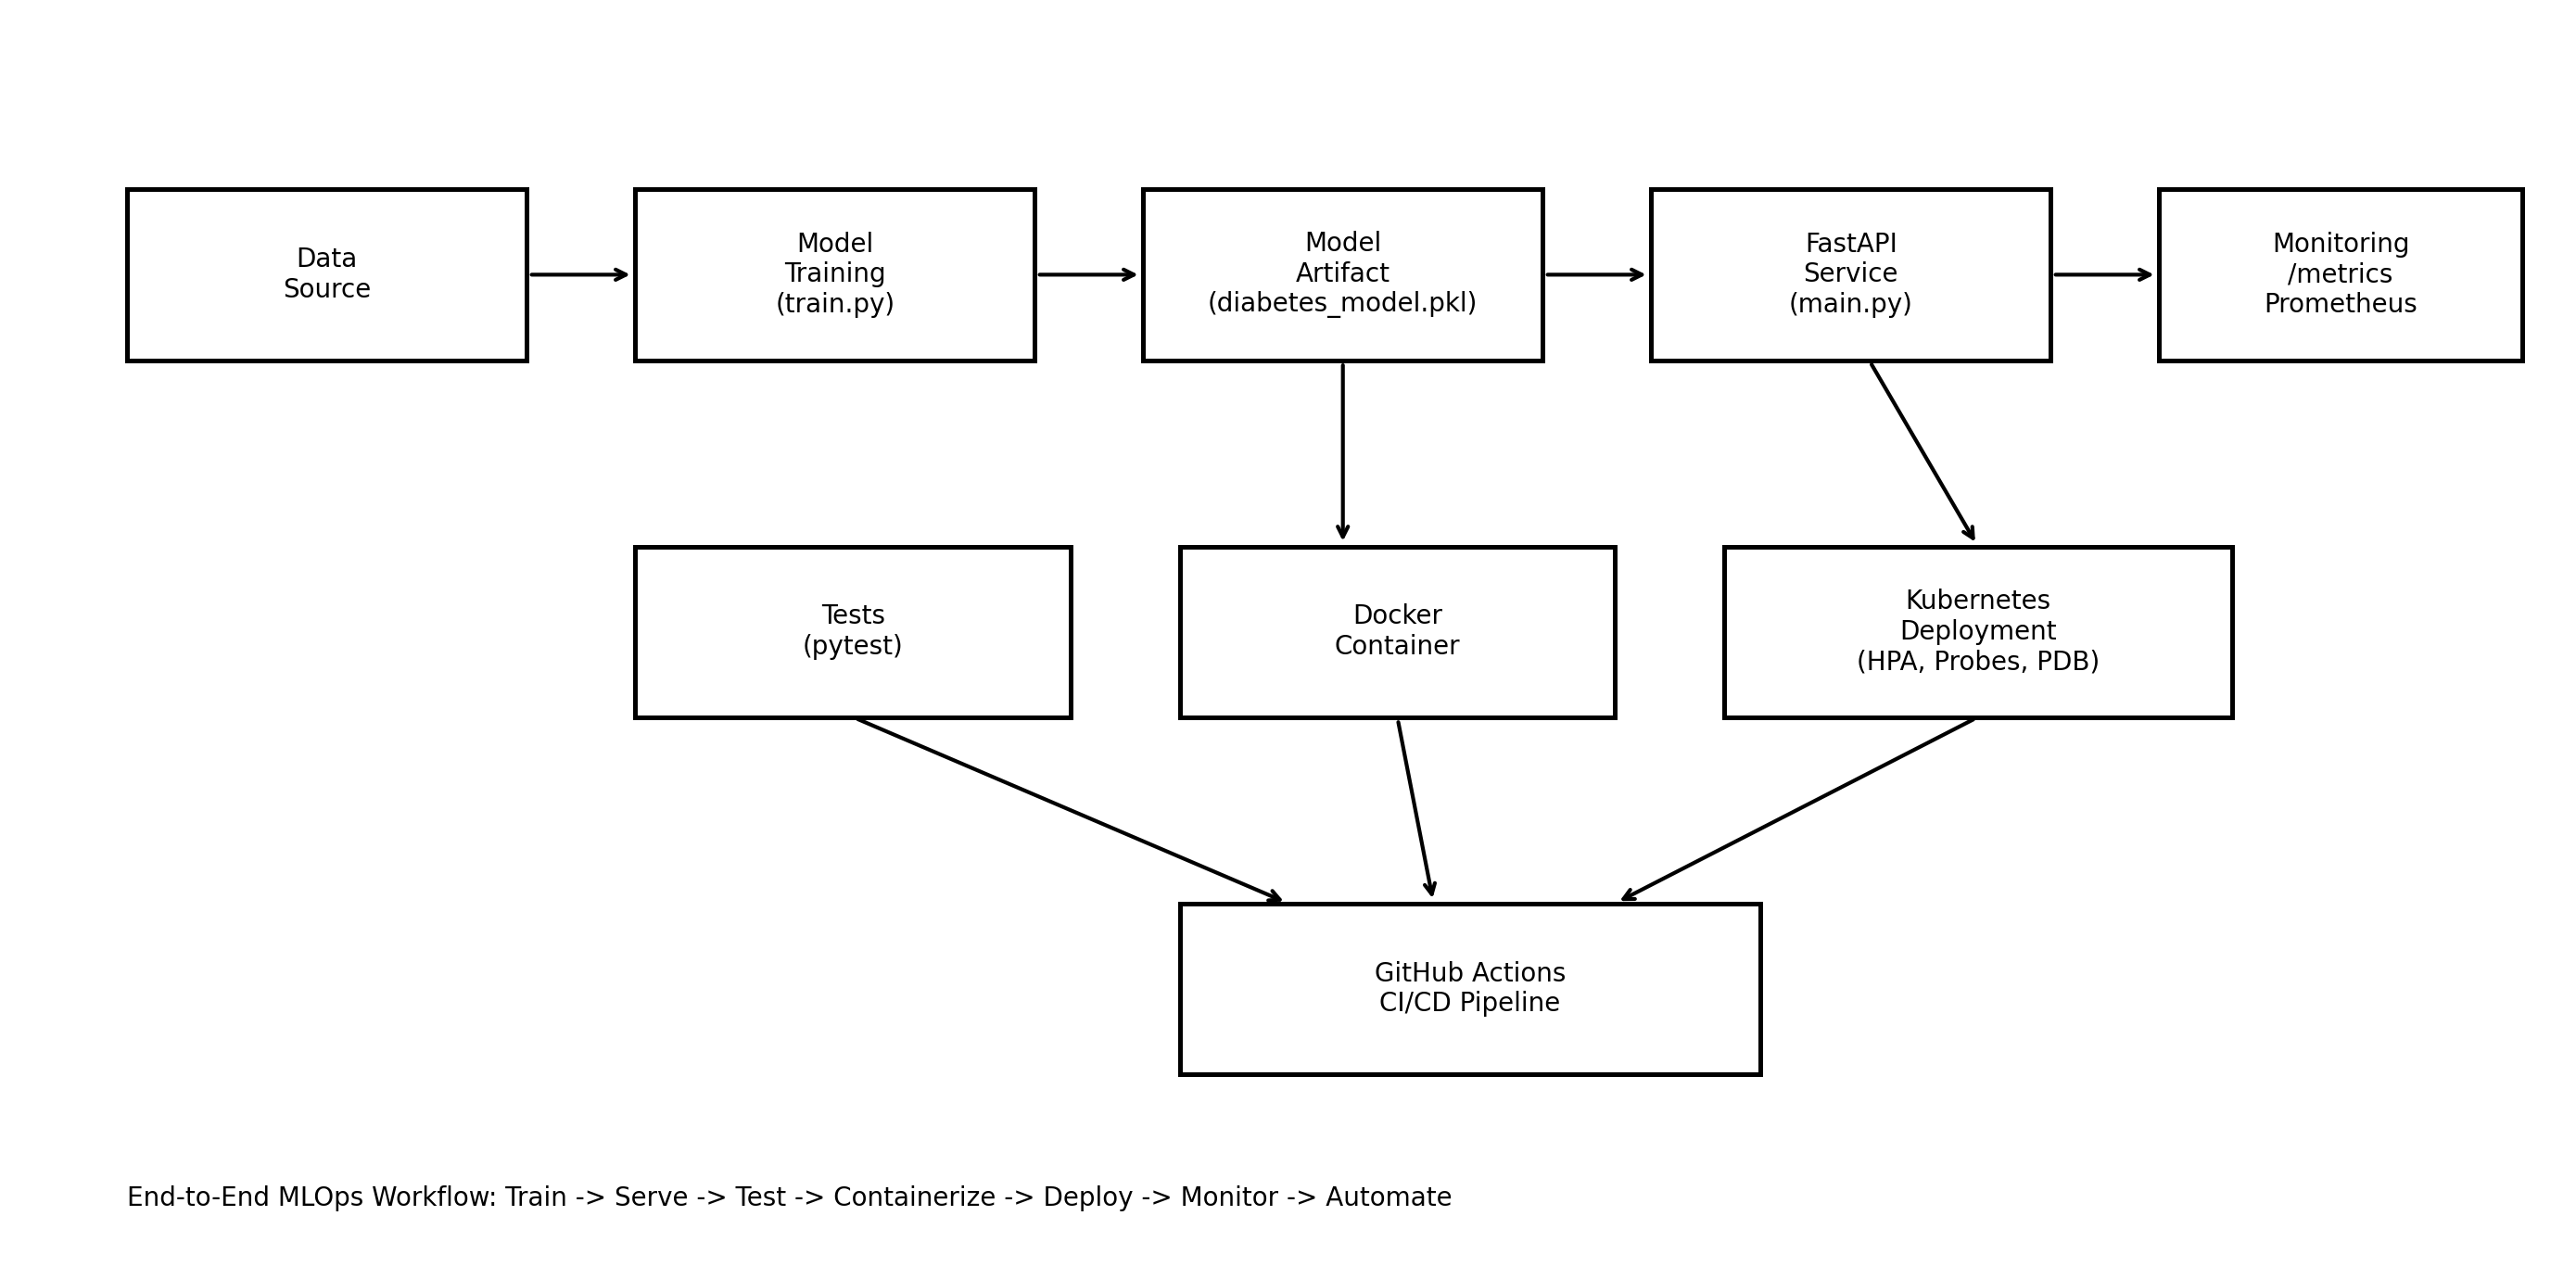 Data
Source
Model
Training
(train.py)
Model
Artifact
(diabetes_model.pkl)
FastAPI
Service
(main.py)
Monitoring
/metrics
Prometheus
Tests
(pytest)
Docker
Container
Kubernetes
Deployment
(HPA, Probes, PDB)
GitHub Actions
CI/CD Pipeline
End-to-End MLOps Workflow: Train -> Serve -> Test -> Containerize -> Deploy -> Monitor -> Automate